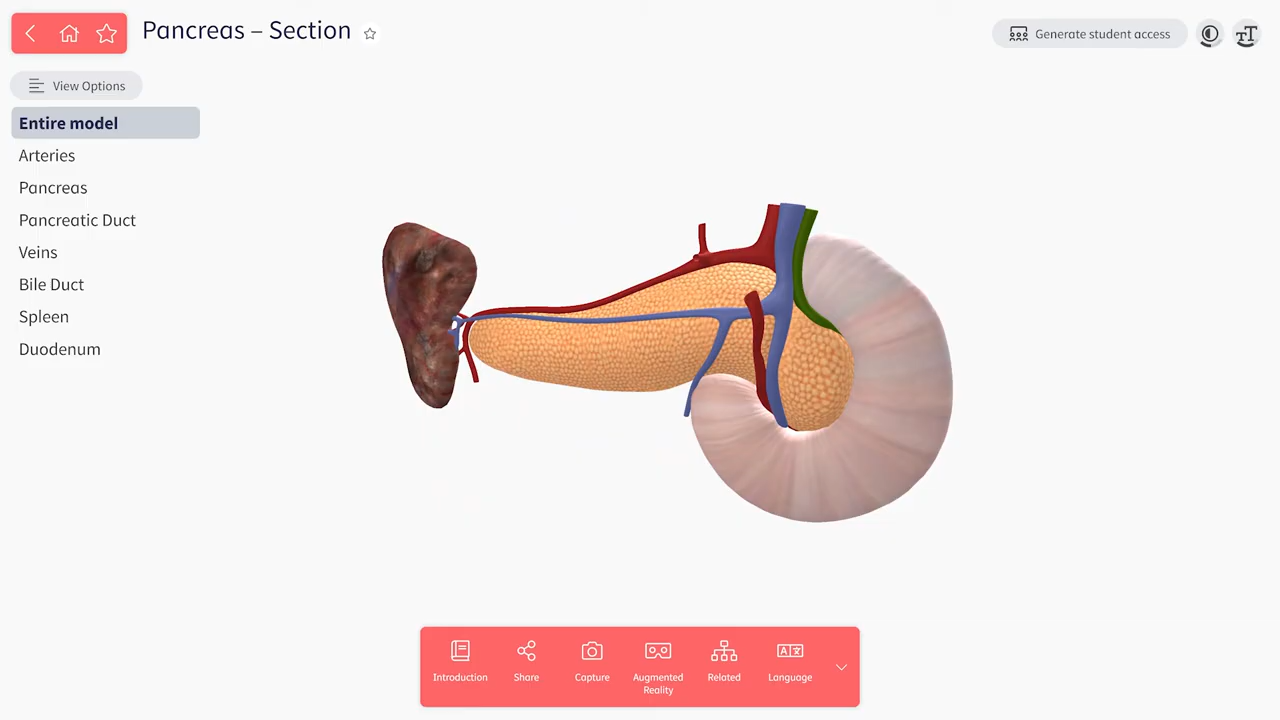 Pancreas – Section
Generate student access
View Options
Entire model
Arteries
Pancreas
Pancreatic Duct
Veins
Bile Duct
Spleen
Duodenum
Introduction
Share
Capture
Augmented
Reality
Related
Language